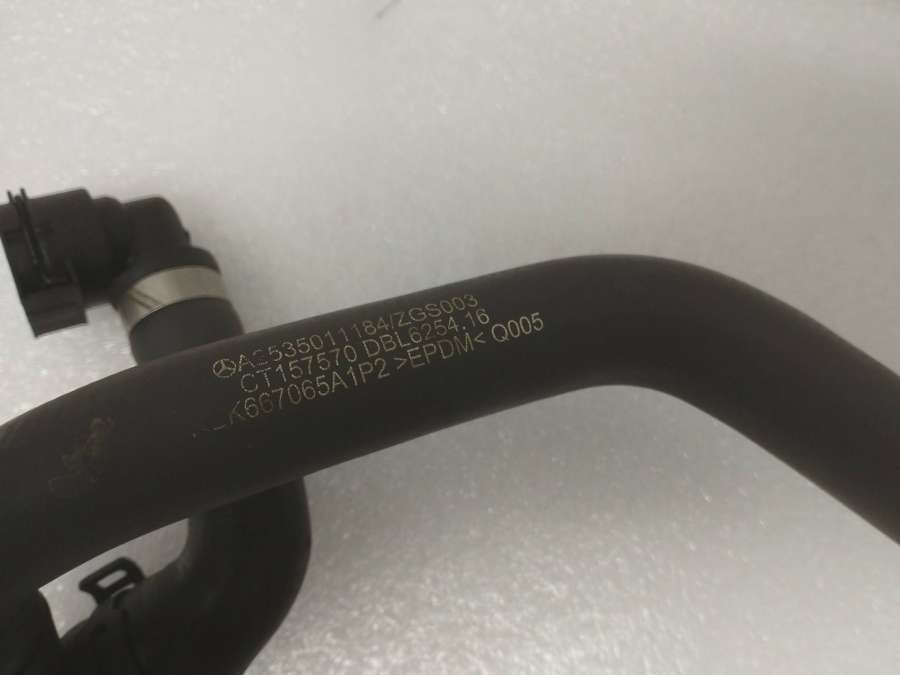 A2535011184/ZGS003
CT157570 DBL6254.16
K667065A1P2 >EPDM< Q005